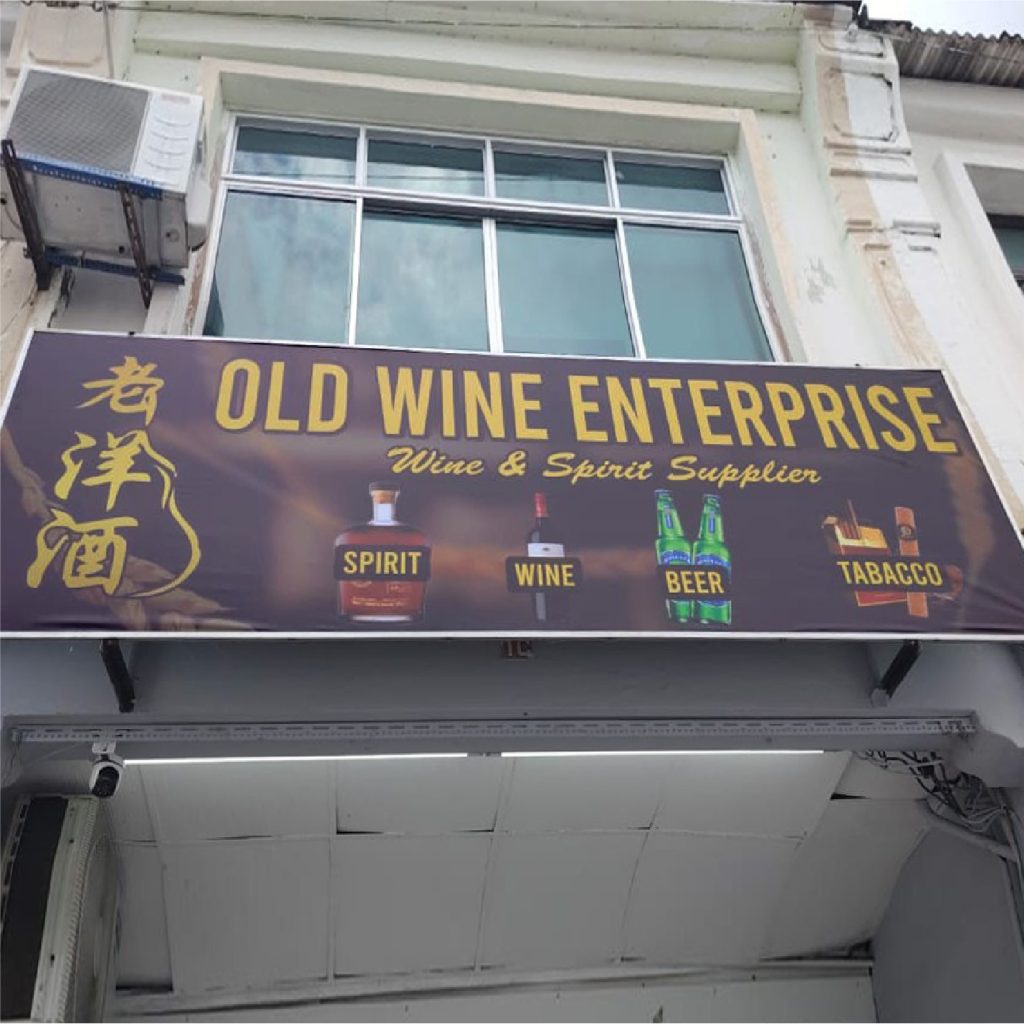 老洋酒
OLD WINE ENTERPRISE
Wine & Spirit Supplier
SPIRIT
WINE
BEER
TABACCO